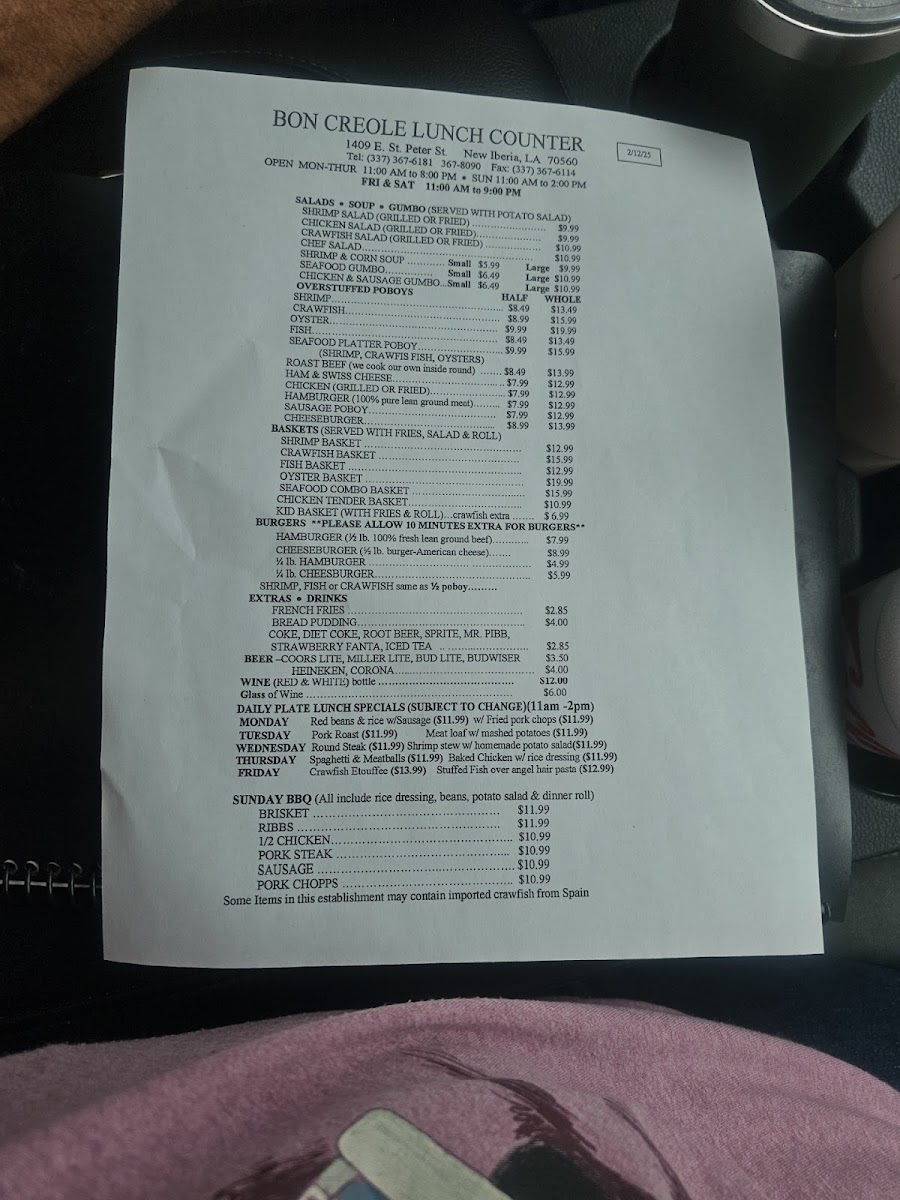 BON CREOLE LUNCH COUNTER
2/12/25
1409 E. St. Peter St. New Iberia, LA 70560
Tel: (337) 367-6181 367-8090 Fax: (337) 367-6114
OPEN MON-THUR 11:00 AM to 8:00 PM • SUN 11:00 AM to 2:00 PM
FRI & SAT 11:00 AM to 9:00 PM
SALADS • SOUP • GUMBO (SERVED WITH POTATO SALAD)
SHRIMP SALAD (GRILLED OR FRIED) ........................ $9.99
CHICKEN SALAD (GRILLED OR FRIED)..................... $9.99
CRAWFISH SALAD (GRILLED OR FRIED) .................. $10.99
CHEF SALAD................................................ $10.99
SHRIMP & CORN SOUP ............ Small $5.99 Large $9.99
SEAFOOD GUMBO................ Small $6.49 Large $10.99
CHICKEN & SAUSAGE GUMBO...Small $6.49 Large $10.99
OVERSTUFFED POBOYS HALF WHOLE
SHRIMP...................................................... $8.49 $13.49
CRAWFISH................................................... $8.99 $15.99
OYSTER...................................................... $9.99 $19.99
FISH.......................................................... $8.49 $13.49
SEAFOOD PLATTER POBOY........................... $9.99 $15.99
(SHRIMP, CRAWFIS FISH, OYSTERS)
ROAST BEEF (we cook our own inside round) ....... $8.49 $13.99
HAM & SWISS CHEESE................................... $7.99 $12.99
CHICKEN (GRILLED OR FRIED)......................... $7.99 $12.99
HAMBURGER (100% pure lean ground meat)......... $7.99 $12.99
SAUSAGE POBOY.......................................... $7.99 $12.99
CHEESEBURGER............................................ $8.99 $13.99
BASKETS (SERVED WITH FRIES, SALAD & ROLL)
SHRIMP BASKET ................................................ $12.99
CRAWFISH BASKET .......................................... $15.99
FISH BASKET .................................................... $12.99
OYSTER BASKET ................................................ $19.99
SEAFOOD COMBO BASKET .................................. $15.99
CHICKEN TENDER BASKET.................................. $10.99
KID BASKET (WITH FRIES & ROLL)...crawfish extra ....... $ 6.99
BURGERS **PLEASE ALLOW 10 MINUTES EXTRA FOR BURGERS**
HAMBURGER (½ lb. 100% fresh lean ground beef)............ $7.99
CHEESEBURGER (½ lb. burger-American cheese)....... $8.99
¼ lb. HAMBURGER ................................................ $4.99
¼ lb. CHEESBURGER.............................................. $5.99
SHRIMP, FISH or CRAWFISH same as ½ poboy.........
EXTRAS • DRINKS
FRENCH FRIES .................................................... $2.85
BREAD PUDDING.................................................. $4.00
COKE, DIET COKE, ROOT BEER, SPRITE, MR. PIBB,
STRAWBERRY FANTA, ICED TEA .. ........................ $2.85
BEER –COORS LITE, MILLER LITE, BUD LITE, BUDWISER $3.50
HEINEKEN, CORONA.......................................... $4.00
WINE (RED & WHITE) bottle ........................................ $12.00
Glass of Wine ............................................................ $6.00
DAILY PLATE LUNCH SPECIALS (SUBJECT TO CHANGE)(11am -2pm)
MONDAY Red beans & rice w/Sausage ($11.99) w/ Fried pork chops ($11.99)
TUESDAY Pork Roast ($11.99) Meat loaf w/ mashed potatoes ($11.99)
WEDNESDAY Round Steak ($11.99) Shrimp stew w/ homemade potato salad($11.99)
THURSDAY Spaghetti & Meatballs ($11.99) Baked Chicken w/ rice dressing ($11.99)
FRIDAY Crawfish Etouffee ($13.99) Stuffed Fish over angel hair pasta ($12.99)
SUNDAY BBQ (All include rice dressing, beans, potato salad & dinner roll)
BRISKET .................................................... $11.99
RIBBS ........................................................ $11.99
1/2 CHICKEN................................................ $10.99
PORK STEAK ................................................ $10.99
SAUSAGE .................................................... $10.99
PORK CHOPPS .............................................. $10.99
Some Items in this establishment may contain imported crawfish from Spain